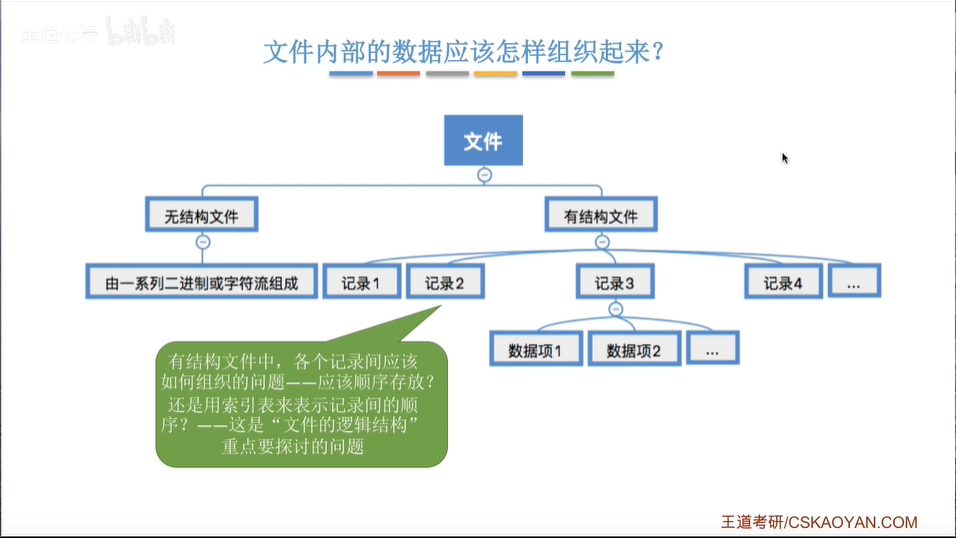 王道论坛 bilibili
文件内部的数据应该怎样组织起来？
文件
无结构文件
有结构文件
由一系列二进制或字符流组成
记录1
记录2
记录3
记录4
...
数据项1
数据项2
...
有结构文件中，各个记录间应该
如何组织的问题——应该顺序存放？
还是用索引表来表示记录间的顺
序？——这是“文件的逻辑结构”
重点要探讨的问题
王道考研/CSKAOYAN.COM